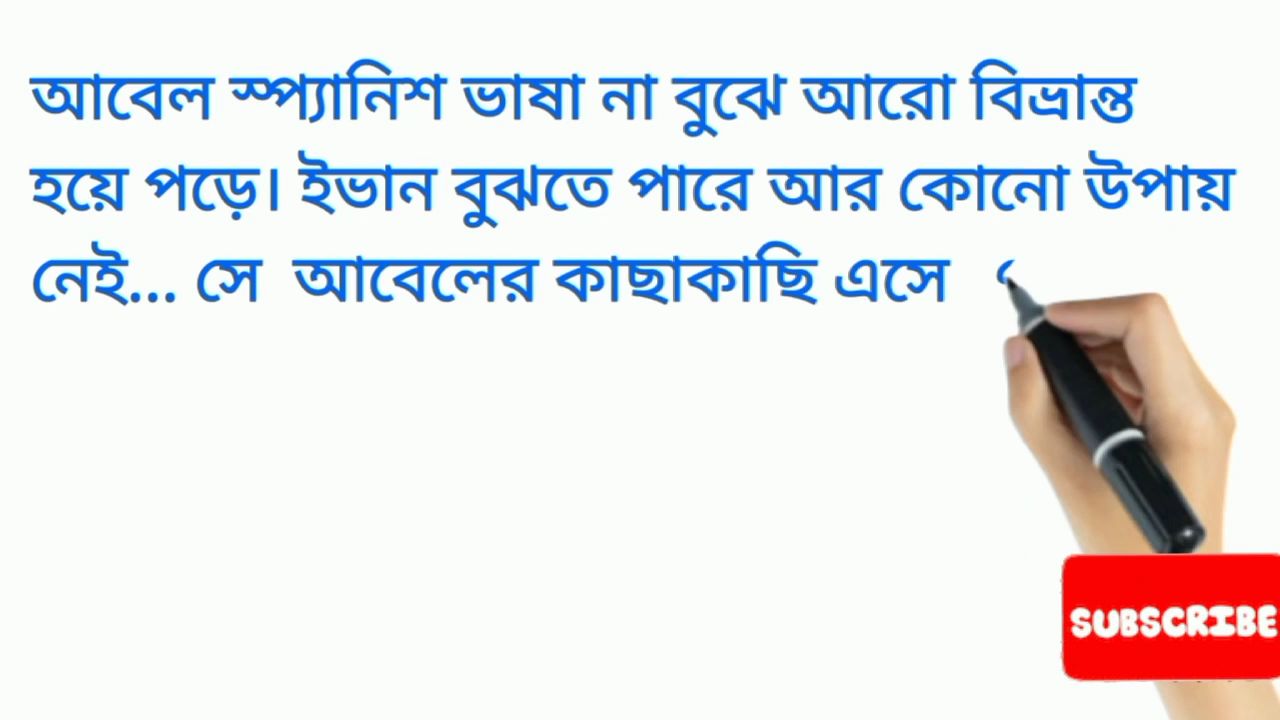 আবেল স্প্যানিশ ভাষা না বুঝে আরো বিভ্রান্ত
হয়ে পড়ে। ইভান বুঝতে পারে আর কোনো উপায়
নেই... সে আবেলের কাছাকাছি এসে
SUBSCRIBE